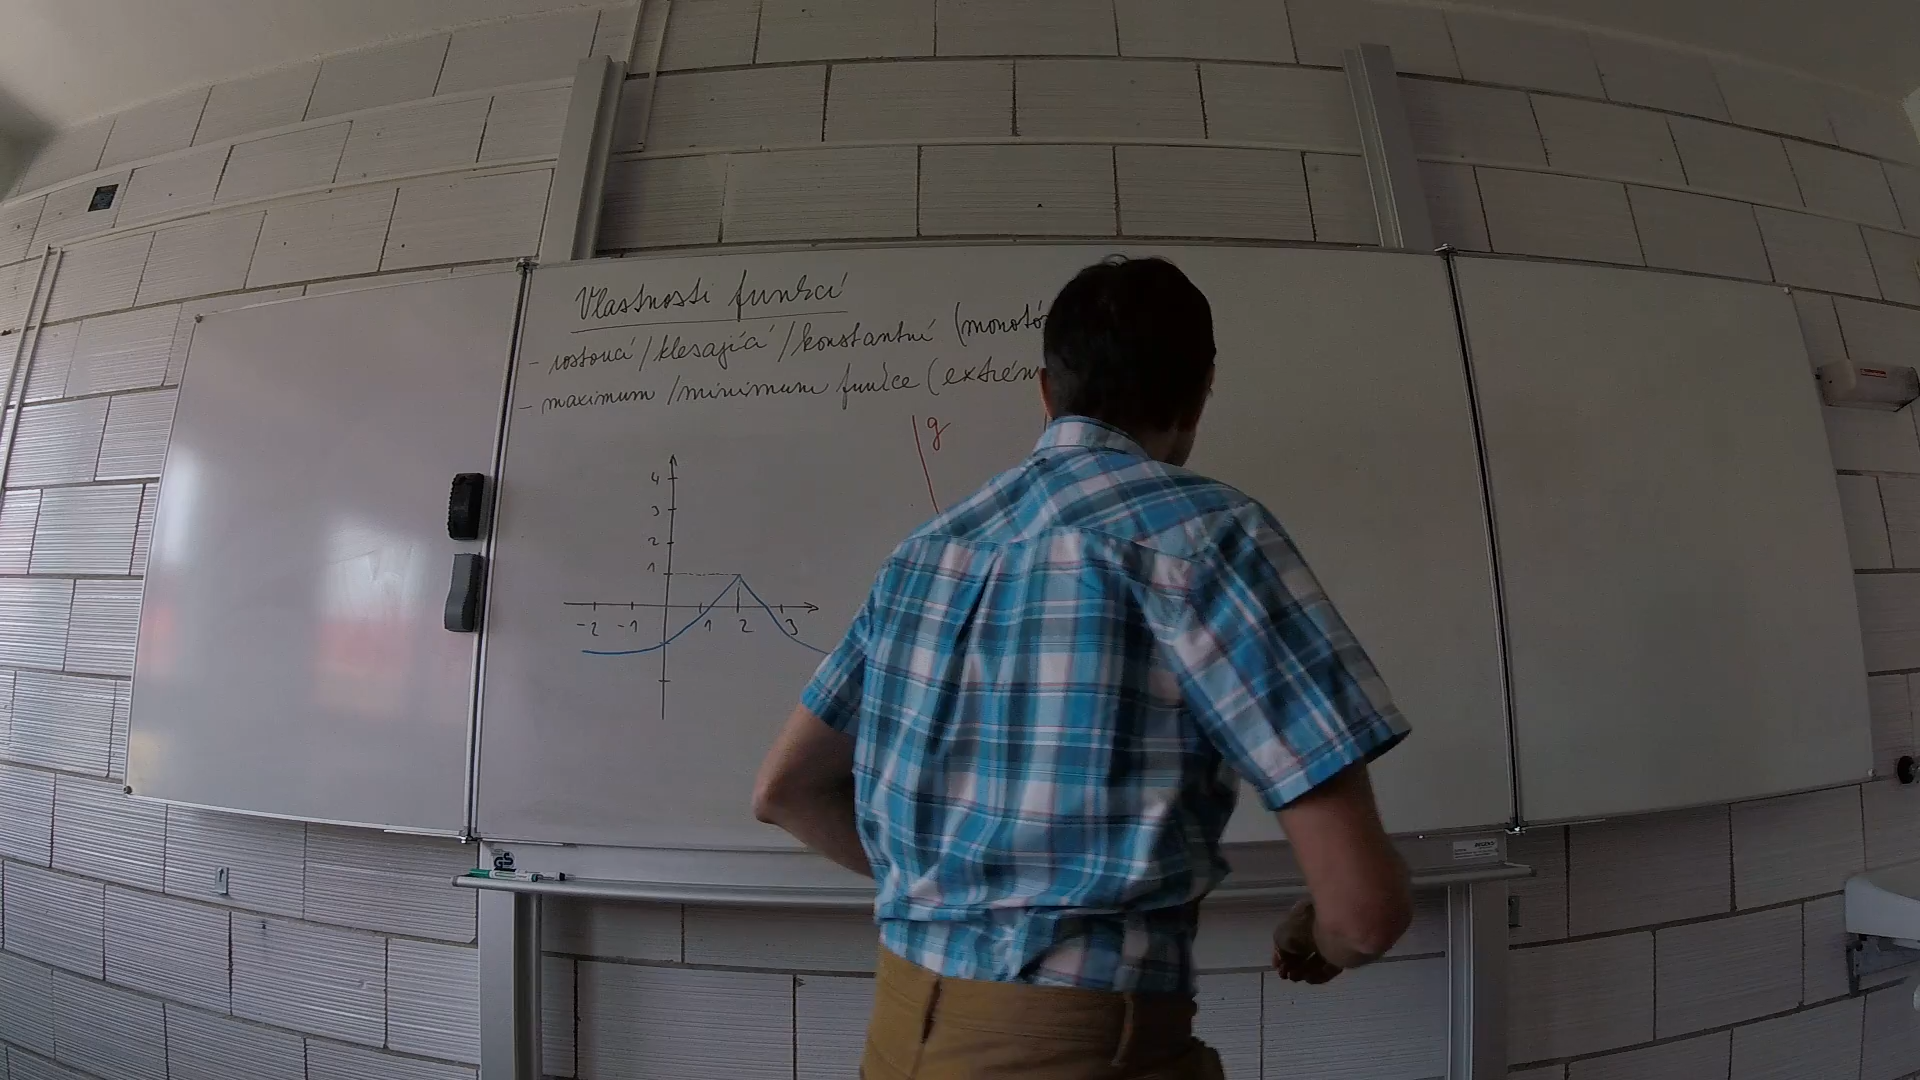 Vlastnosti funkcí
- rostoucí/klesající/konstantní (monotó
- maximum/minimum funkce (extrém
g
4
3
2
1
-2 -1 1 2 3
GS